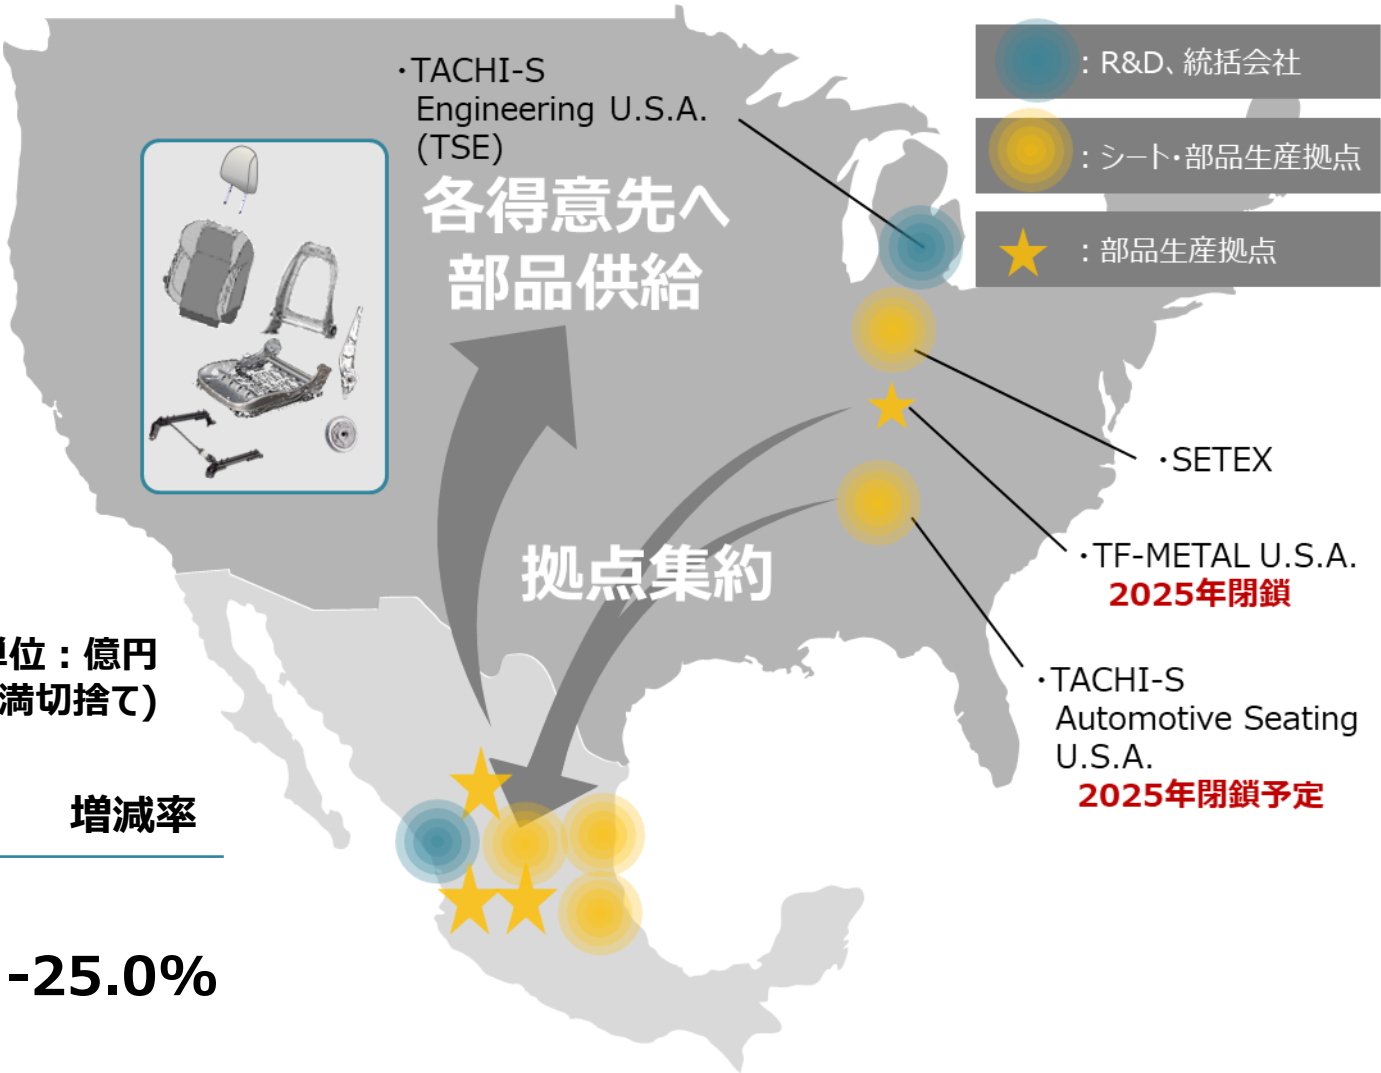 ・TACHI-S
Engineering U.S.A.
(TSE)
各得意先へ
部品供給
：R&D、統括会社
：シート・部品生産拠点
：部品生産拠点
・SETEX
・TF-METAL U.S.A.
2025年閉鎖
拠点集約
・TACHI-S
Automotive Seating
U.S.A.
2025年閉鎖予定
単位：億円
満切捨て)
増減率
-25.0%